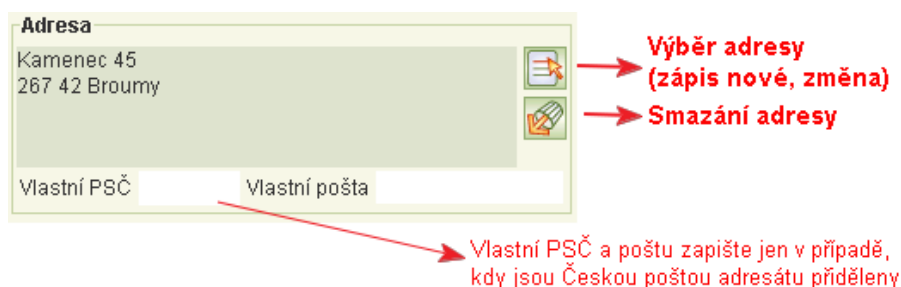 Adresa
Kamenec 45
267 42 Broumy
Výběr adresy
(zápis nové, změna)
Smazání adresy
Vlastní PSČ
Vlastní pošta
Vlastní PSČ a poštu zapište jen v případě,
kdy jsou Českou poštou adresátu přiděleny